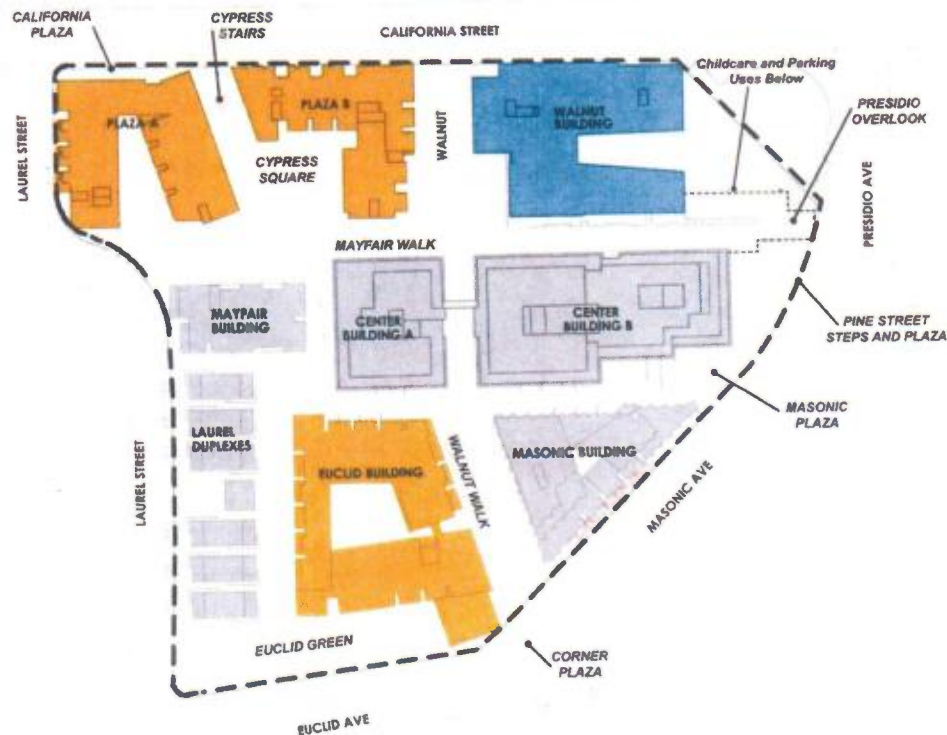 CALIFORNIA
PLAZA
CYPRESS
STAIRS
CALIFORNIA STREET
Childcare and Parking
Uses Below
PRESIDIO
OVERLOOK
LAUREL STREET
PLAZA A
PLAZA B
CYPRESS
SQUARE
WALNUT
WALNUT
BUILDING
PRESIDIO AVE
MAYFAIR WALK
MAYFAIR
BUILDING
CENTER
BUILDING A
CENTER
BUILDING B
PINE STREET
STEPS AND PLAZA
MASONIC
PLAZA
LAUREL STREET
LAUREL
DUPLEXES
EUCLID BUILDING
WALNUT WALK
MASONIC BUILDING
MASONIC AVE
EUCLID GREEN
CORNER
PLAZA
EUCLID AVE